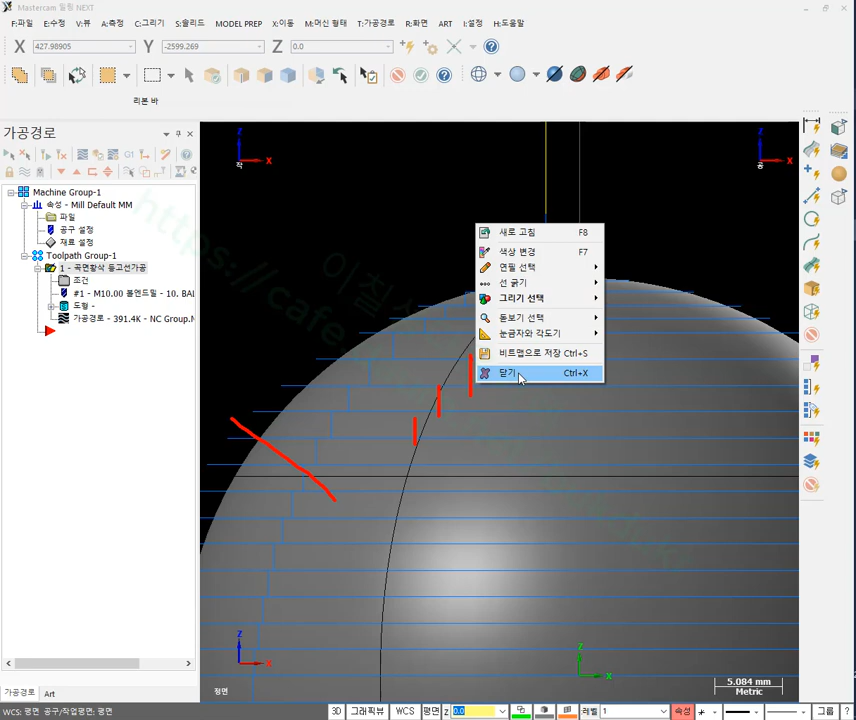 Mastercam 밀링 NEXT
F:파일 E:수정 V:뷰 A:측정 C:그리기 S:솔리드 MODEL PREP X:이동 M:머신 형태 T:가공경로 R:화면 ART I:설정 H:도움말
X 427.98905 Y -2599.269 Z 0.0
리본 바
가공경로
Machine Group-1
속성 - Mill Default MM
파일
공구 설정
재료 설정
Toolpath Group-1
1 - 곡면황삭 등고선가공
조건
#1 - M10.00 볼엔드밀 - 10. BAL
도형 -
가공경로 - 391.4K - NC Group.N
가공경로 Art
Z X
작
Z X
공
새로 고침 F8
색상 변경 F7
연필 선택
선 굵기
그리기 선택
돋보기 선택
눈금자와 각도기
비트맵으로 저장 Ctrl+S
닫기 Ctrl+X
Z X
정면
Z X
5.084 mm
Metric
WCS: 평면 공구/작업평면: 평면
3D 그래픽뷰 WCS 평면 Z 0.0 레벨 1 속성 그룹 ?